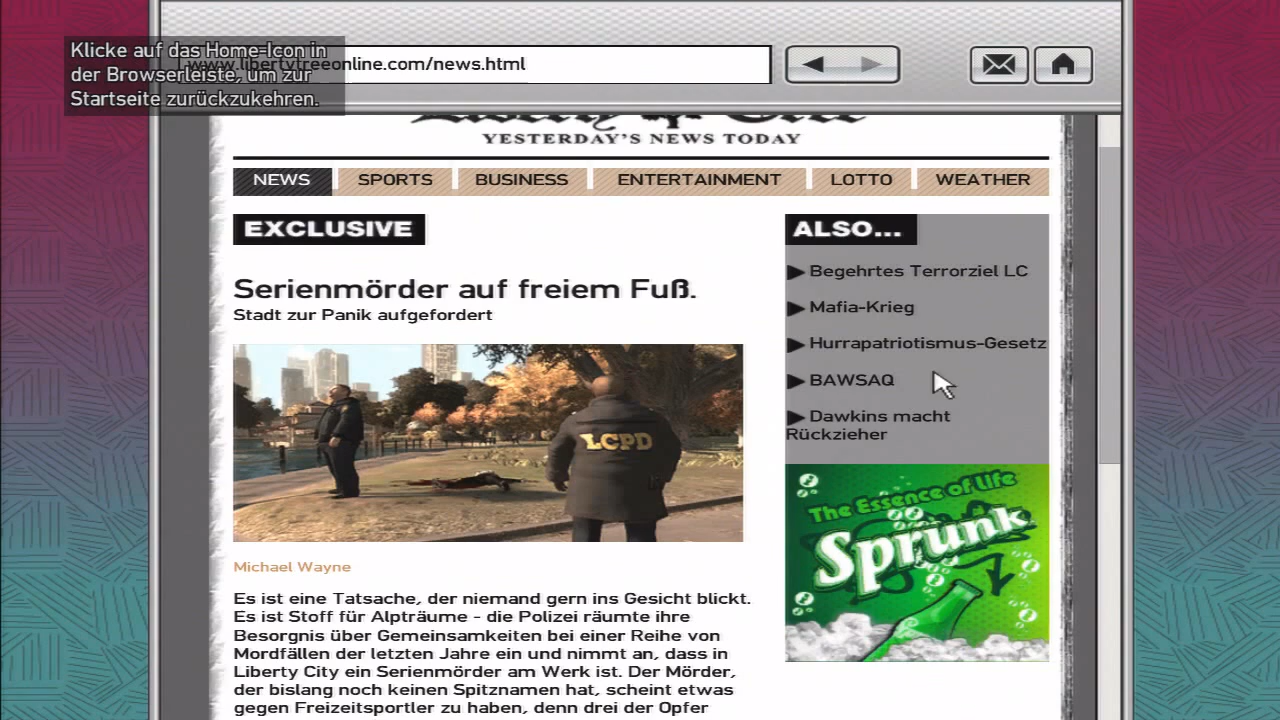 Klicke auf das Home-Icon in
der Browserleiste, um zur
Startseite zurückzukehren.
www.libertytreeonline.com/news.html
Liberty Tree
YESTERDAY'S NEWS TODAY
NEWS SPORTS BUSINESS ENTERTAINMENT LOTTO WEATHER
EXCLUSIVE
Serienmörder auf freiem Fuß.
Stadt zur Panik aufgefordert
LCPD
Michael Wayne
Es ist eine Tatsache, der niemand gern ins Gesicht blickt.
Es ist Stoff für Alpträume - die Polizei räumte ihre
Besorgnis über Gemeinsamkeiten bei einer Reihe von
Mordfällen der letzten Jahre ein und nimmt an, dass in
Liberty City ein Serienmörder am Werk ist. Der Mörder,
der bislang noch keinen Spitznamen hat, scheint etwas
gegen Freizeitsportler zu haben, denn drei der Opfer
ALSO...
Begehrtes Terrorziel LC
Mafia-Krieg
Hurrapatriotismus-Gesetz
BAWSAQ
Dawkins macht
Rückzieher
The Essence of Life
Sprunk